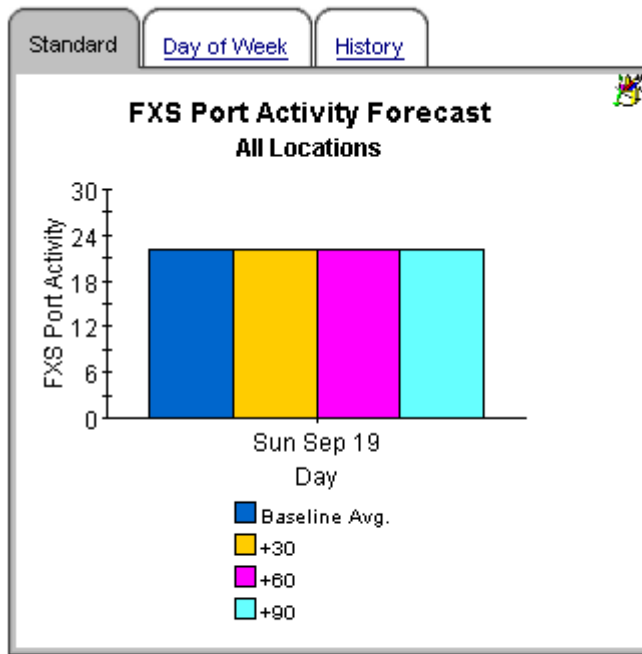 Standard
Day of Week
History
FXS Port Activity Forecast
All Locations
FXS Port Activity
30
24
18
12
6
0
Sun Sep 19
Day
Baseline Avg.
+30
+60
+90